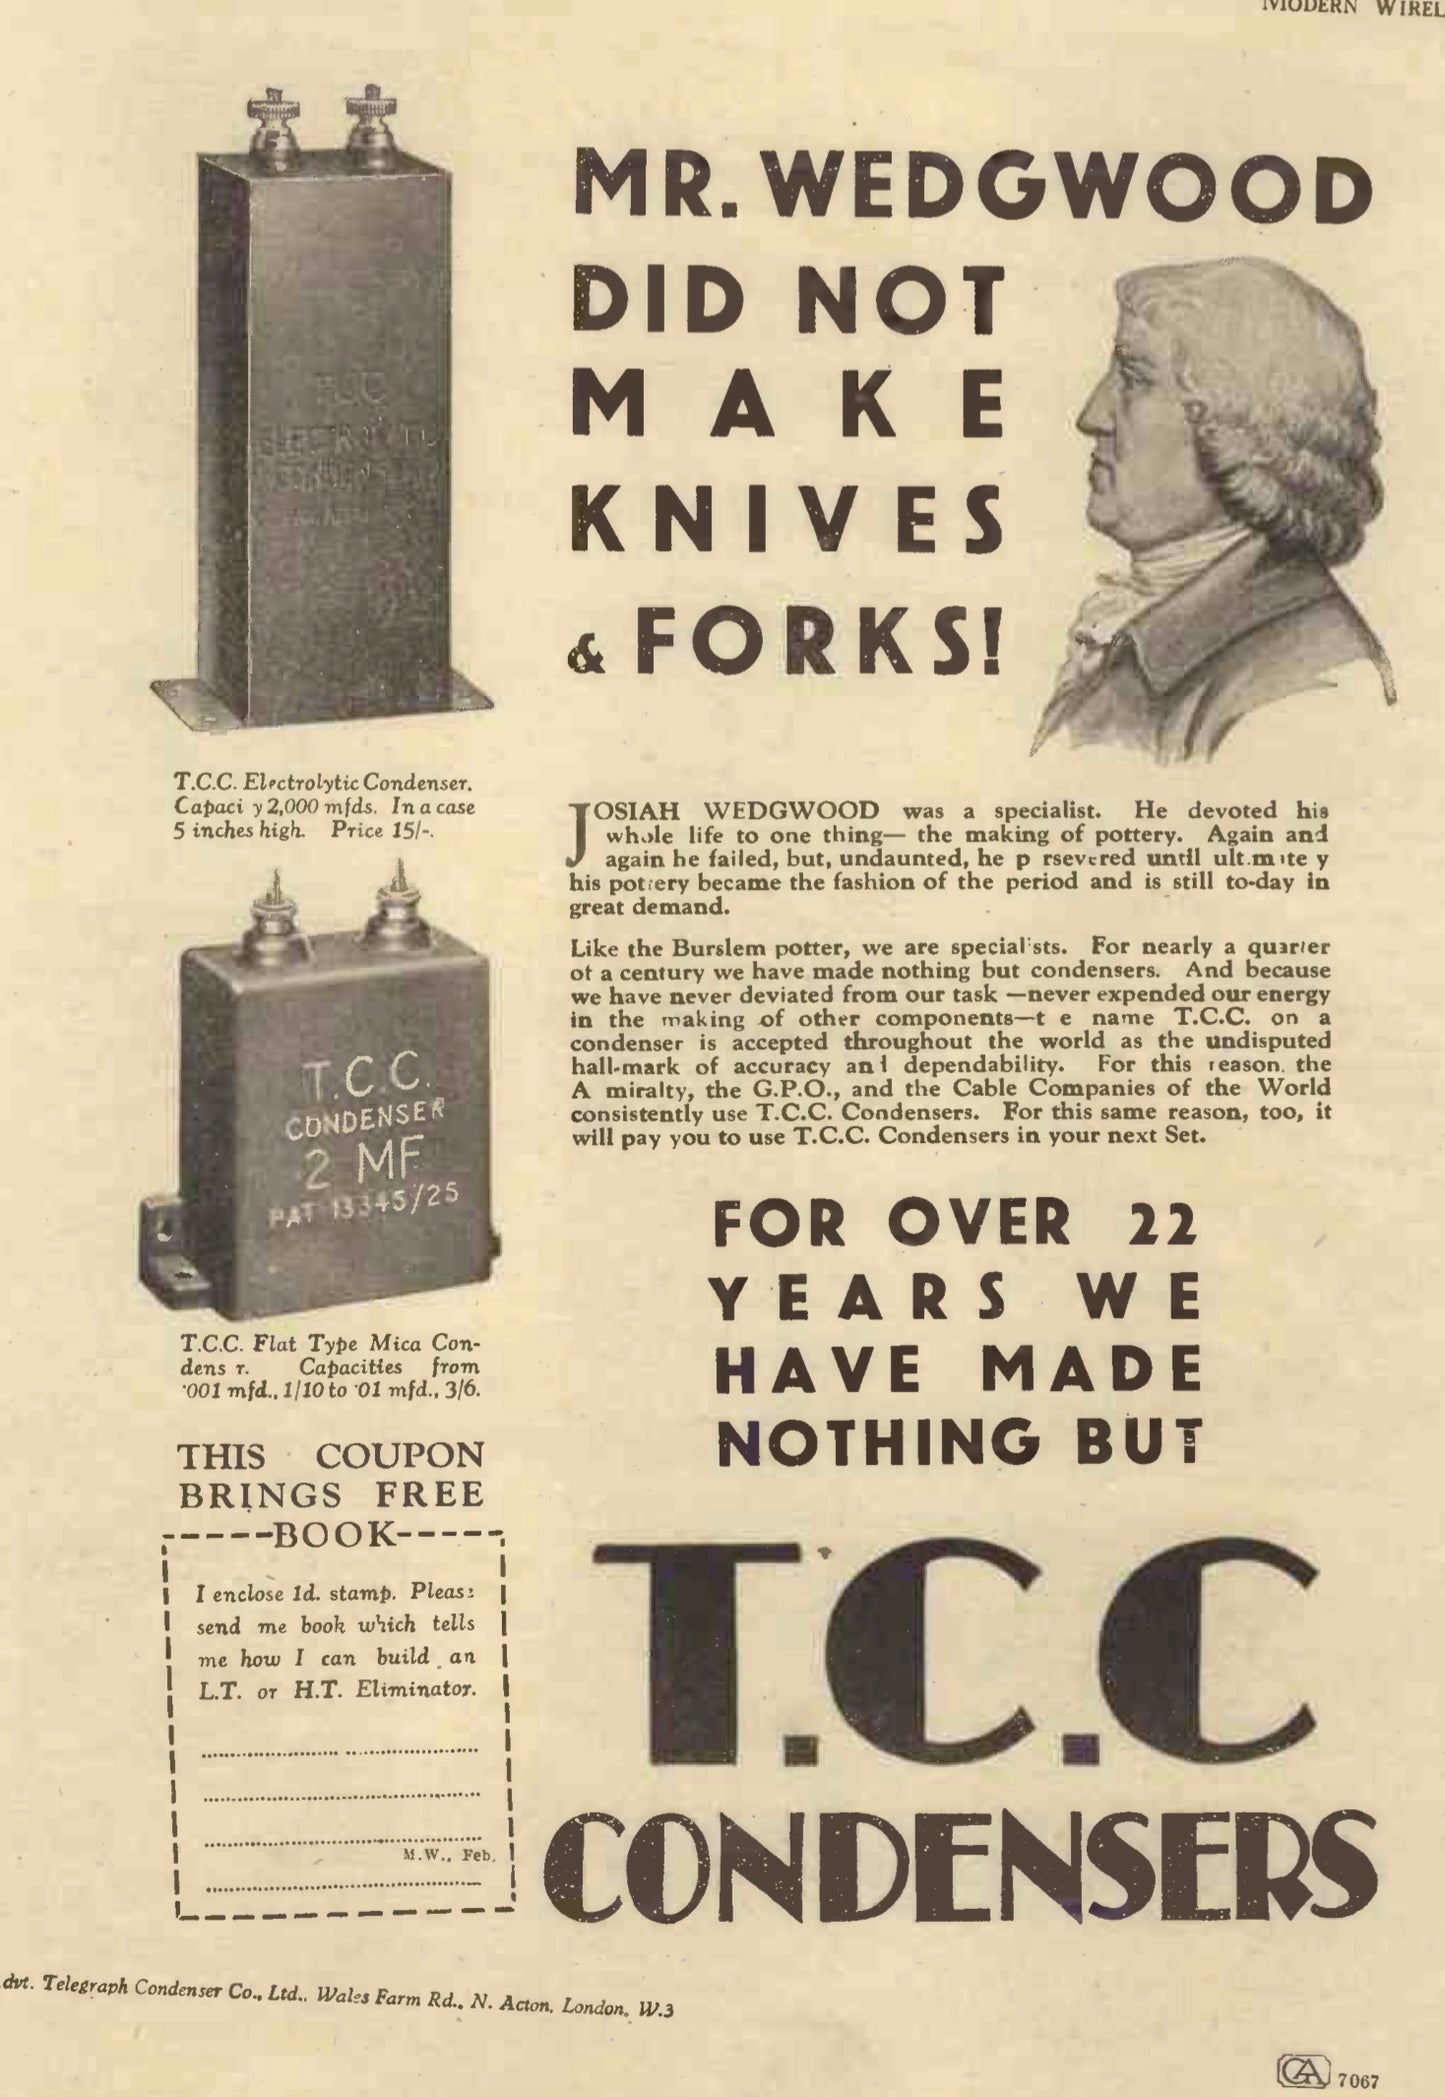 MODERN WIREL
MR. WEDGWOOD
DID NOT
MAKE
KNIVES
& FORKS!
T.C.C.
ELECTROLYTIC
T.C.C. Electrolytic Condenser.
Capaci y 2,000 mfds. In a case
5 inches high. Price 15/-.
T.C.C.
CONDENSER
2 MF
PAT 13345/25
T.C.C. Flat Type Mica Con-
dens r. Capacities from
·001 mfd., 1/10 to ·01 mfd., 3/6.
THIS COUPON
BRINGS FREE
BOOK
I enclose 1d. stamp. Please
send me book which tells
me how I can build an
L.T. or H.T. Eliminator.
M.W., Feb.
JOSIAH WEDGWOOD was a specialist. He devoted his
whole life to one thing— the making of pottery. Again and
again he failed, but, undaunted, he p rsevered until ult.mate y
his pottery became the fashion of the period and is still to-day in
great demand.
Like the Burslem potter, we are specialists. For nearly a quarter
of a century we have made nothing but condensers. And because
we have never deviated from our task —never expended our energy
in the making of other components—t e name T.C.C. on a
condenser is accepted throughout the world as the undisputed
hall-mark of accuracy and dependability. For this reason, the
A miralty, the G.P.O., and the Cable Companies of the World
consistently use T.C.C. Condensers. For this same reason, too, it
will pay you to use T.C.C. Condensers in your next Set.
FOR OVER 22
YEARS WE
HAVE MADE
NOTHING BUT
T.C.C
CONDENSERS
dvt. Telegraph Condenser Co., Ltd., Wales Farm Rd., N. Acton, London, W.3
GA 7067